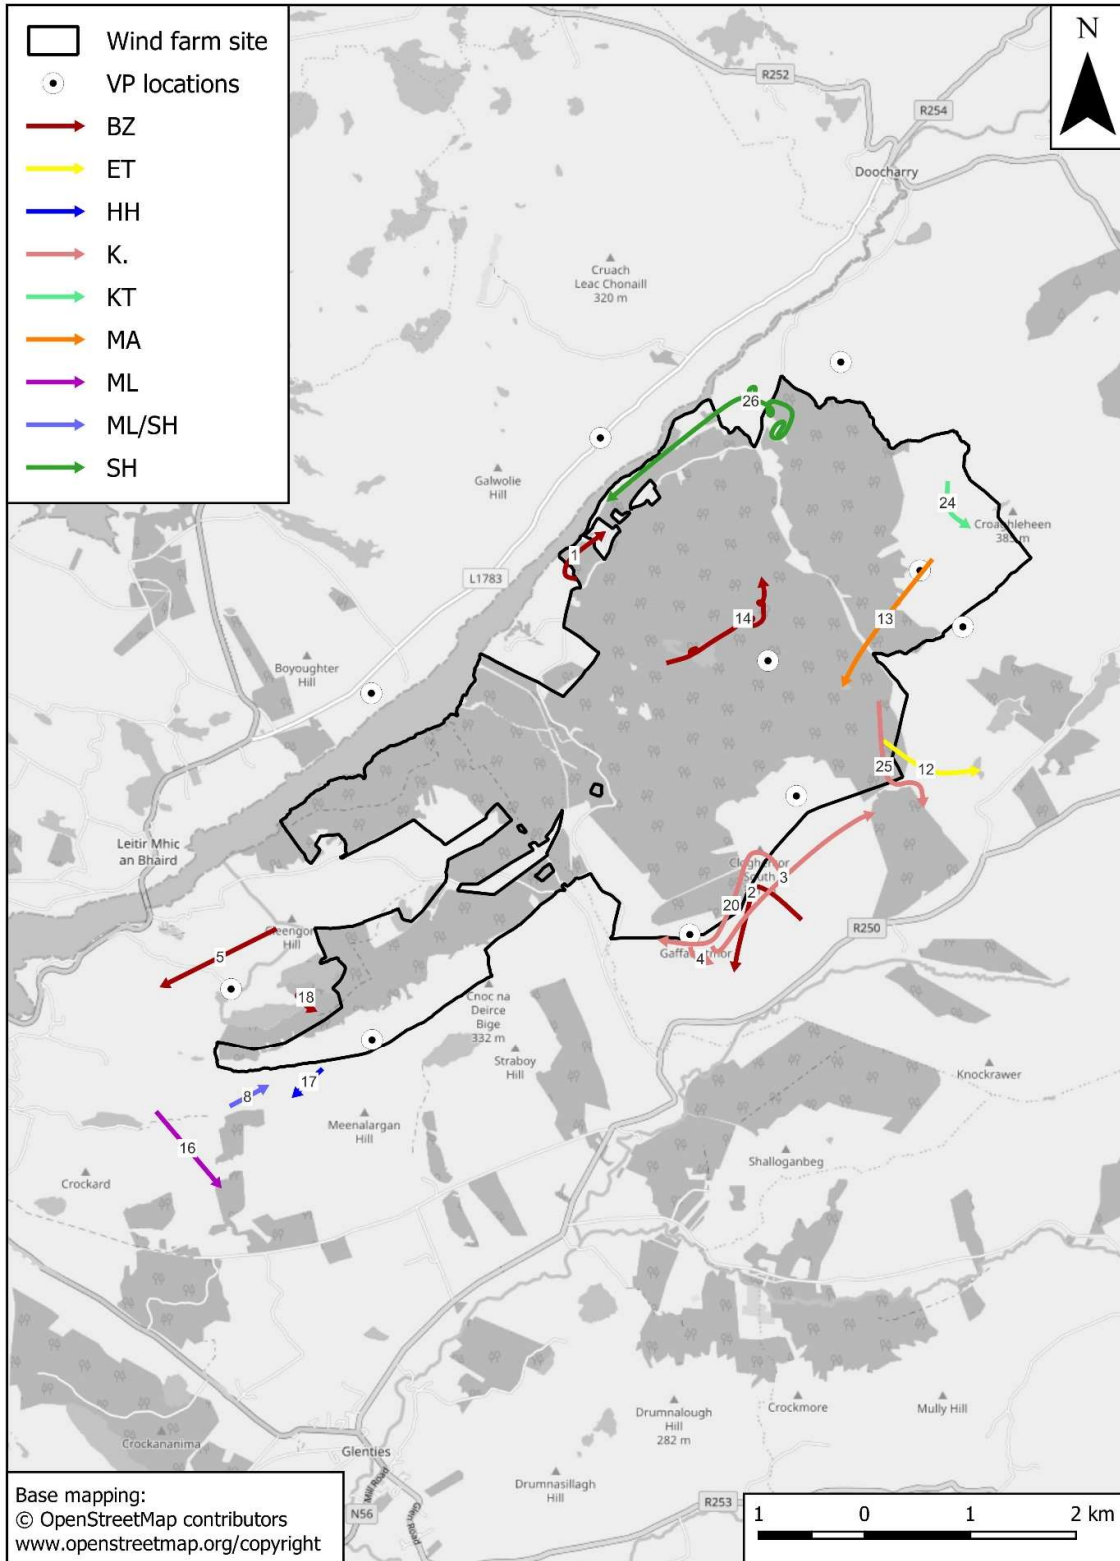 Wind farm site
VP locations
BZ
ET
HH
K.
KT
MA
ML
ML/SH
SH
N
R252
R254
Doocharry
Cruach
Leac Chonaill
320 m
26
Galwolie
Hill
24
Croaghleheen
1
L1783
14
13
Boyoughter
Hill
25
12
Leitir Mhic
an Bhaird
3
2
20
R250
5
4
18
Cnoc na
Deirce
Bige
332 m
17
8
Straboy
Hill
Knockrawer
Meenalargan
Hill
16
Shalloganbeg
Crockard
Drumnalough
Hill
282 m
Crockmore
Mully Hill
Crockananima
Glenties
Drumnasillagh
Hill
Mill Road
Glen Road
N56
R253
Base mapping:
© OpenStreetMap contributors
www.openstreetmap.org/copyright
1 0 1 2 km